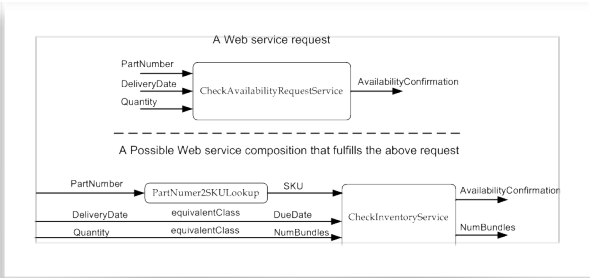 A Web service request
PartNumber
DeliveryDate
Quantity
CheckAvailabilityRequestService
AvailabilityConfirmation
A Possible Web service composition that fulfills the above request
PartNumber
PartNumer2SKULookup
SKU
AvailabilityConfirmation
DeliveryDate equivalentClass DueDate
CheckInventoryService
Quantity equivalentClass NumBundles
NumBundles